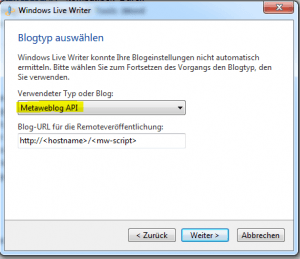 Windows Live Writer
Blogtyp auswählen
Windows Live Writer konnte Ihre Blogeinstellungen nicht automatisch
ermitteln. Bitte wählen Sie zum Fortsetzen des Vorgangs den Blogtyp, den
Sie verwenden.
Verwendeter Typ oder Blog:
Metaweblog API
Blog-URL für die Remoteveröffentlichung:
http://<hostname>/<mw-script>
< Zurück Weiter > Abbrechen